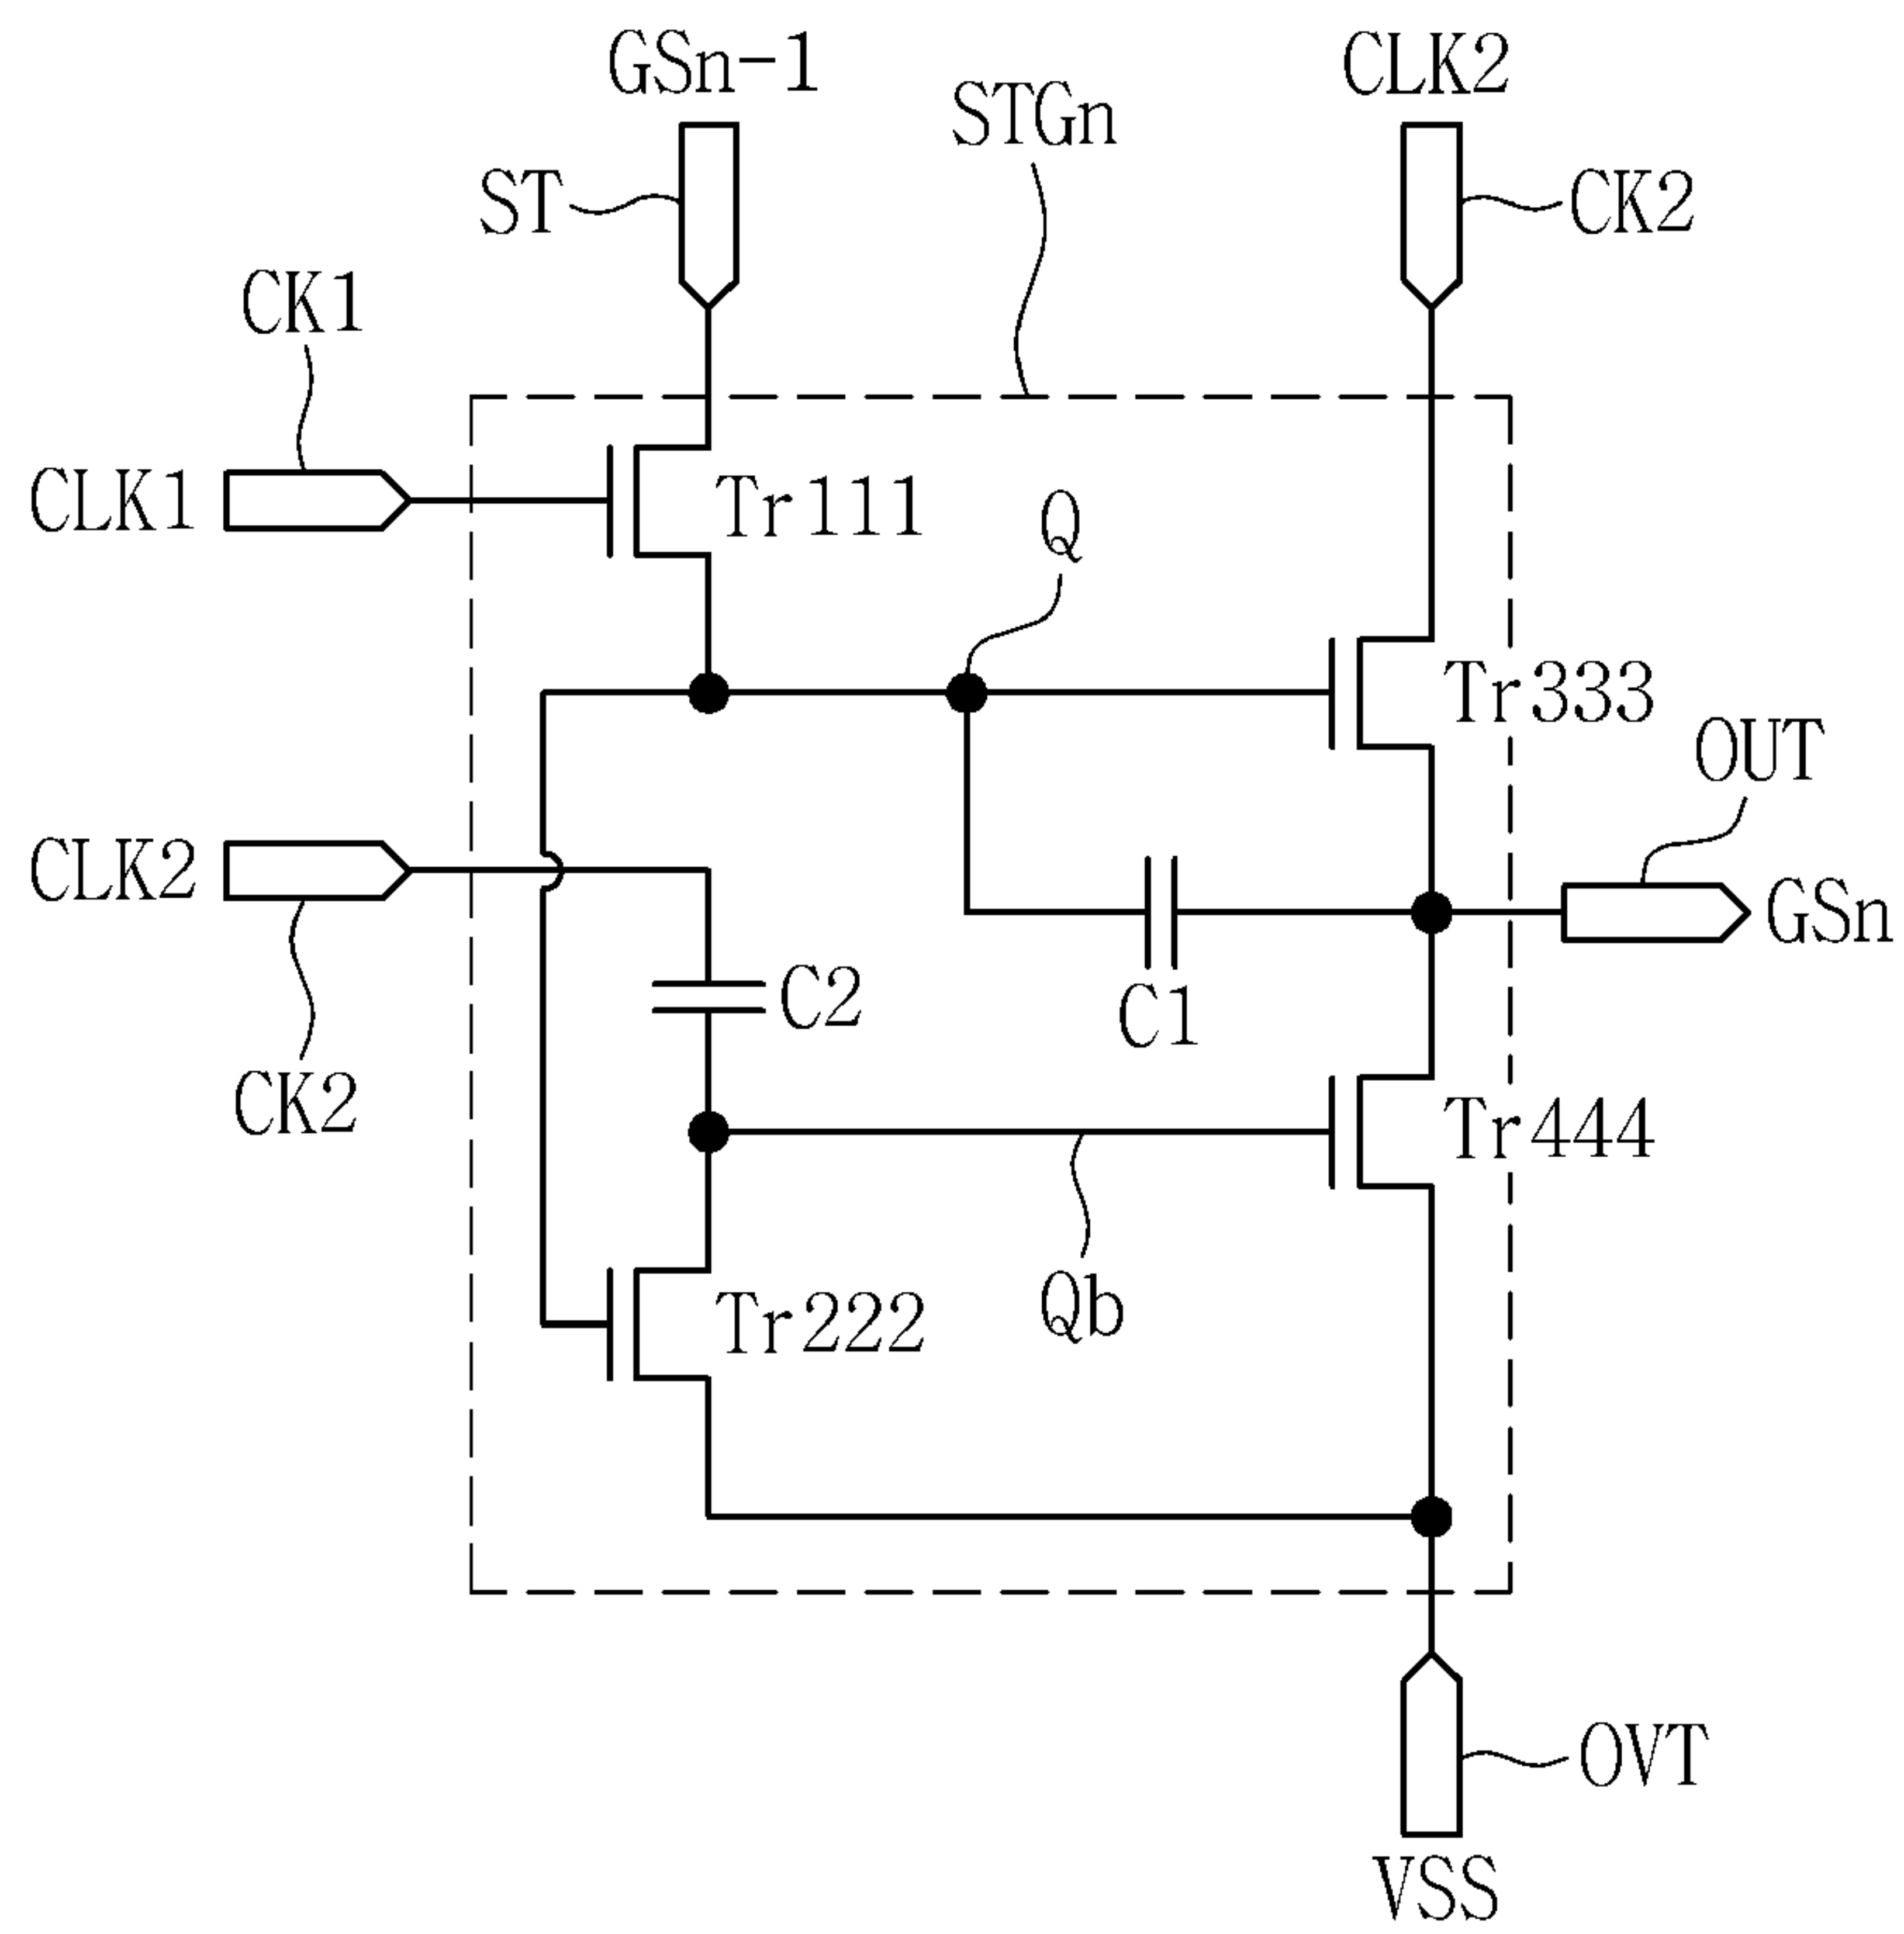 GSn-1
CLK2
STGn
ST
CK2
CK1
CLK1
Tr111
Q
Tr333
OUT
CLK2
GSn
C2
C1
CK2
Tr444
Qb
Tr222
OVT
VSS